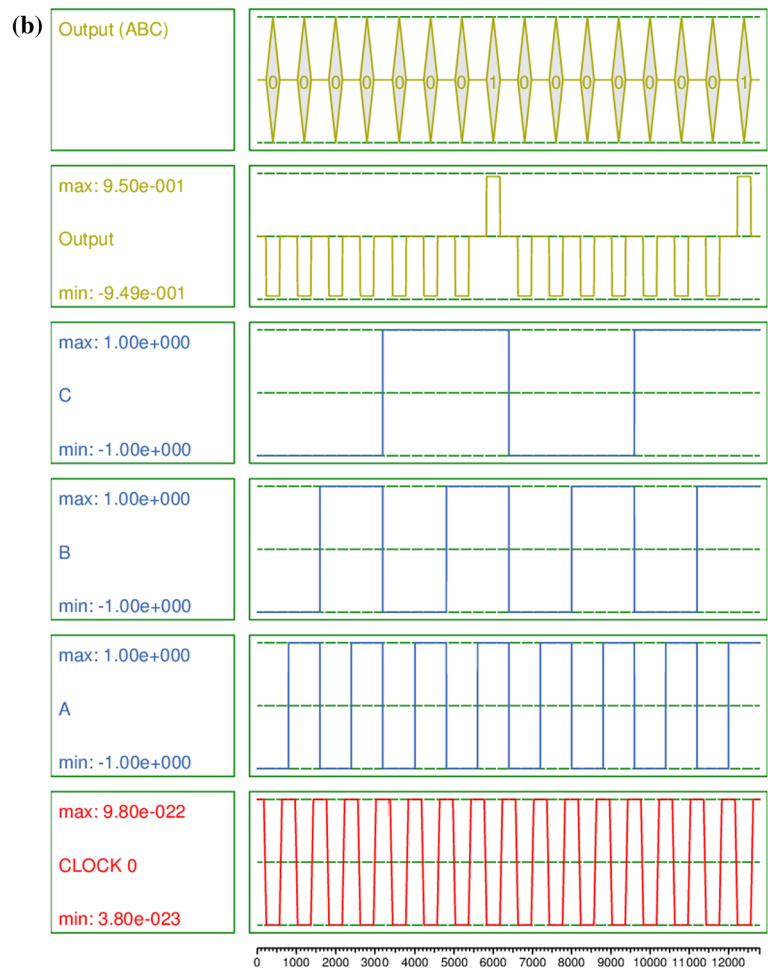 (b)
Output (ABC)
0 0 0 0 0 0 0 1 0 0 0 0 0 0 0 1
max: 9.50e-001
Output
min: -9.49e-001
max: 1.00e+000
C
min: -1.00e+000
max: 1.00e+000
B
min: -1.00e+000
max: 1.00e+000
A
min: -1.00e+000
max: 9.80e-022
CLOCK 0
min: 3.80e-023
0 1000 2000 3000 4000 5000 6000 7000 8000 9000 10000 11000 12000